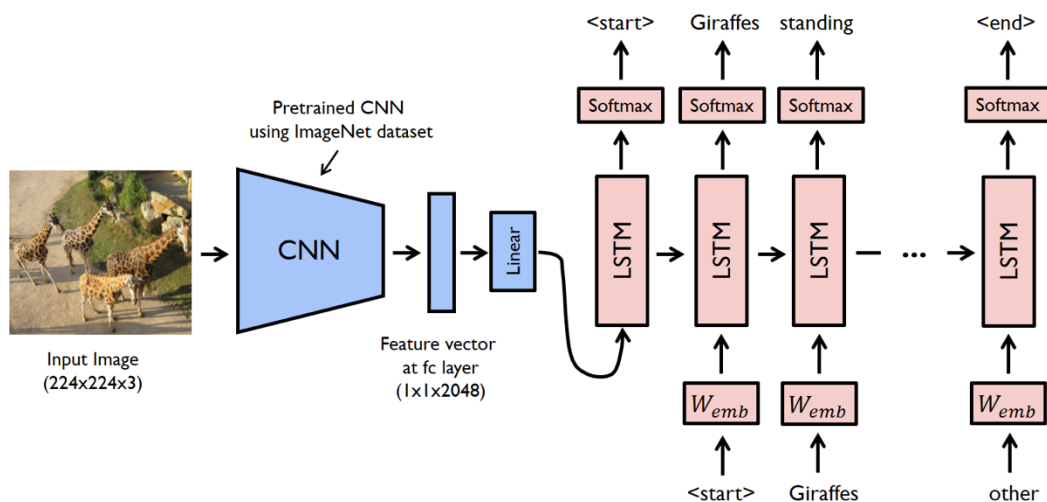 <start> Giraffes standing <end>
Softmax Softmax Softmax Softmax
Pretrained CNN
using ImageNet dataset
CNN
Linear
LSTM LSTM LSTM ... LSTM
Input Image
(224x224x3)
Feature vector
at fc layer
(1x1x2048)
W_emb W_emb W_emb
<start> Giraffes other